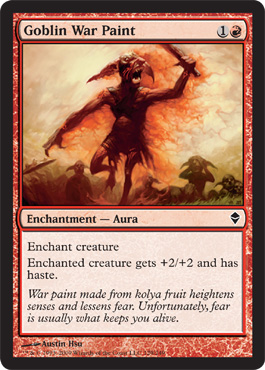 Goblin War Paint 1
Enchantment — Aura
Enchant creature
Enchanted creature gets +2/+2 and has
haste.
War paint made from kolya fruit heightens
senses and lessens fear. Unfortunately, fear
is usually what keeps you alive.
Austin Hsu